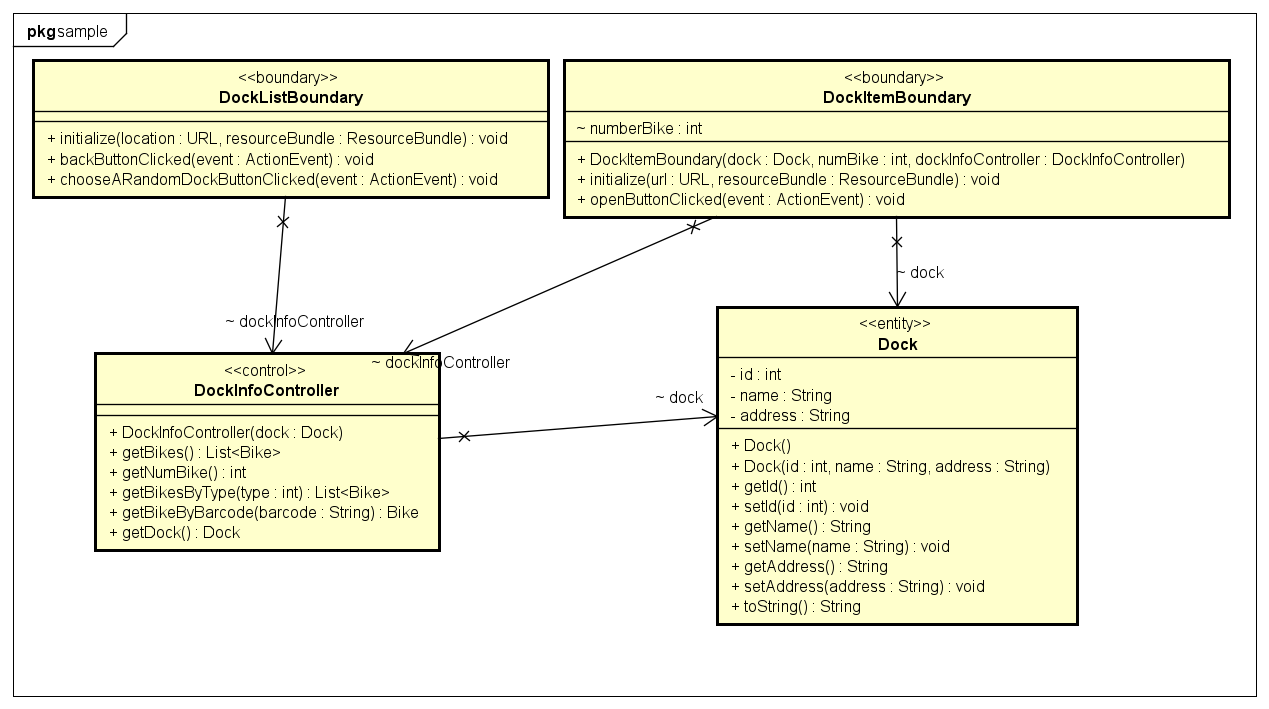 pkg sample
<<boundary>>
DockListBoundary
+ initialize(location : URL, resourceBundle : ResourceBundle) : void
+ backButtonClicked(event : ActionEvent) : void
+ chooseARandomDockButtonClicked(event : ActionEvent) : void
<<boundary>>
DockItemBoundary
~ numberBike : int
+ DockItemBoundary(dock : Dock, numBike : int, dockInfoController : DockInfoController)
+ initialize(url : URL, resourceBundle : ResourceBundle) : void
+ openButtonClicked(event : ActionEvent) : void
~ dock
~ dockInfoController
~ dockInfoController
<<control>>
DockInfoController
+ DockInfoController(dock : Dock)
+ getBikes() : List<Bike>
+ getNumBike() : int
+ getBikesByType(type : int) : List<Bike>
+ getBikeByBarcode(barcode : String) : Bike
+ getDock() : Dock
~ dock
<<entity>>
Dock
- id : int
- name : String
- address : String
+ Dock()
+ Dock(id : int, name : String, address : String)
+ getId() : int
+ setId(id : int) : void
+ getName() : String
+ setName(name : String) : void
+ getAddress() : String
+ setAddress(address : String) : void
+ toString() : String